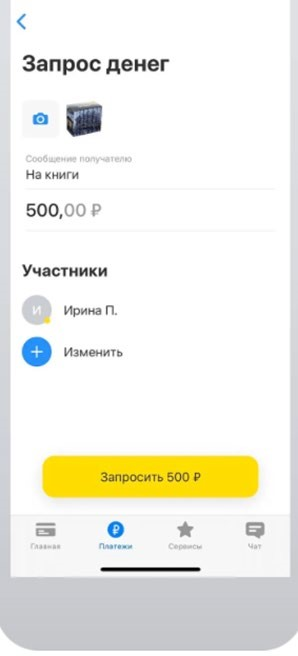 Запрос денег
Сообщение получателю
На книги
500,00 ₽
Участники
И
Ирина П.
Изменить
Запросить 500 ₽
Главная Платежи Сервисы Чат